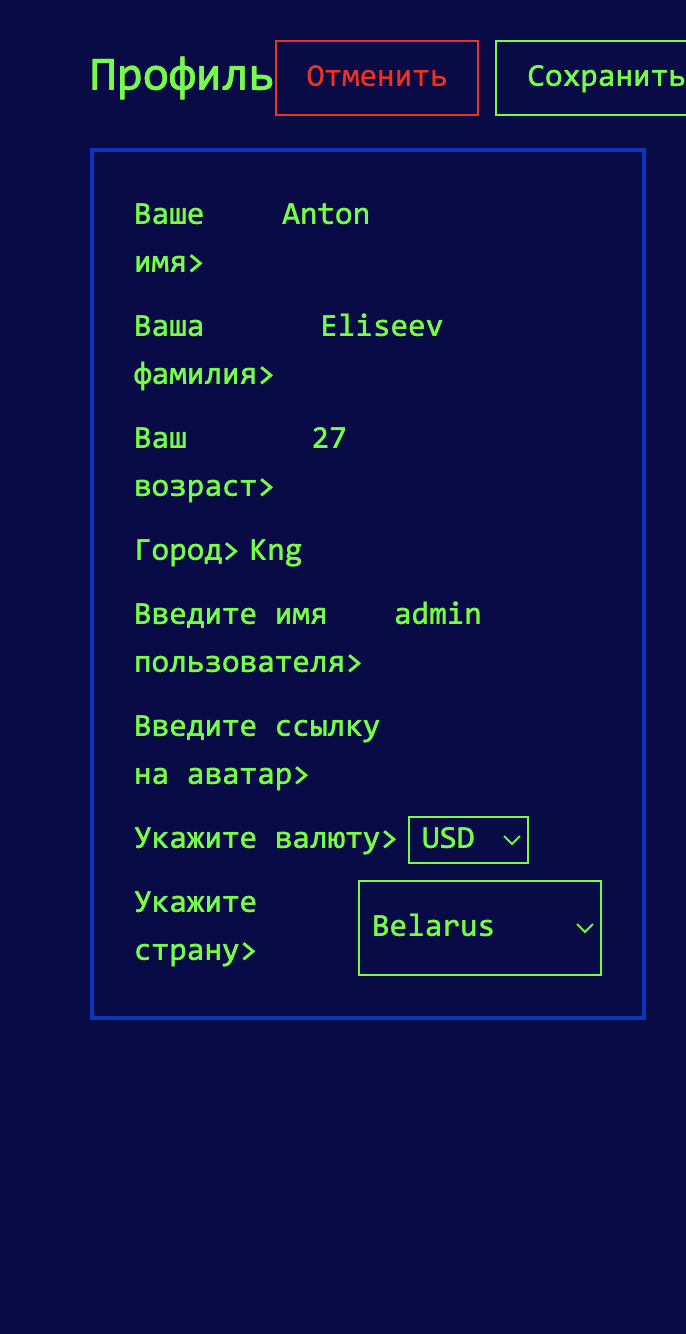 Профиль Отменить Сохранить
Ваше Anton
имя>
Ваша Eliseev
фамилия>
Ваш 27
возраст>
Город> Kng
Введите имя admin
пользователя>
Введите ссылку
на аватар>
Укажите валюту> USD
Укажите
страну> Belarus